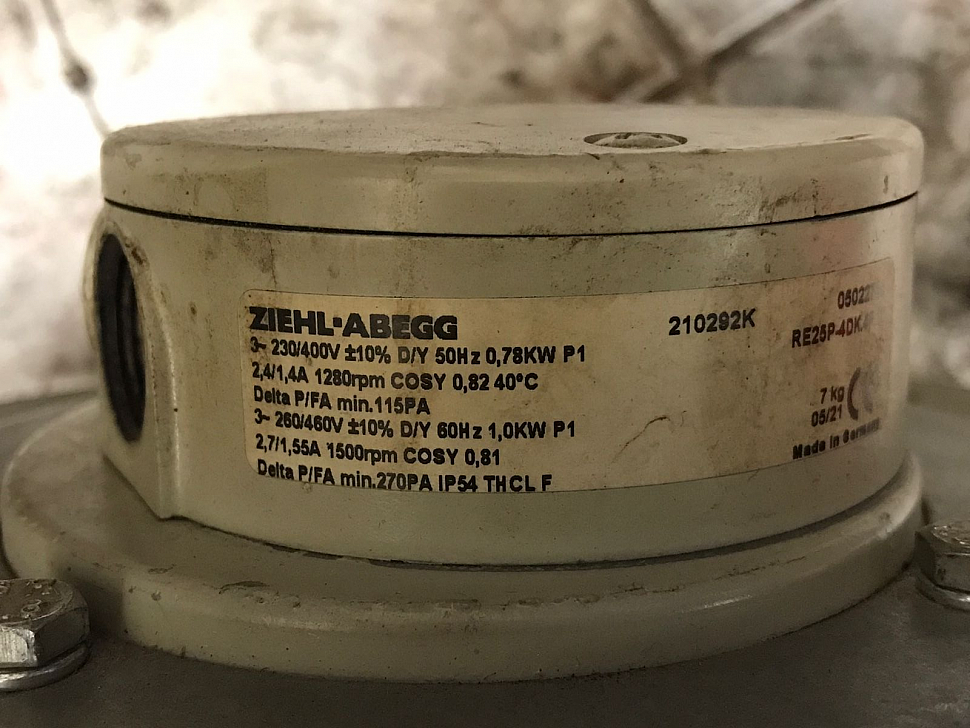 ZIEHL-ABEGG
3~ 230/400V ±10% D/Y 50Hz 0,78KW P1
2,4/1,4A 1280rpm COSY 0,82 40°C
Delta P/FA min.115PA
3~ 260/460V ±10% D/Y 60Hz 1,0KW P1
2,7/1,55A 1500rpm COSY 0,81
Delta P/FA min.270PA IP54 THCL F
210292K
7 kg
05/21
Made in Germany